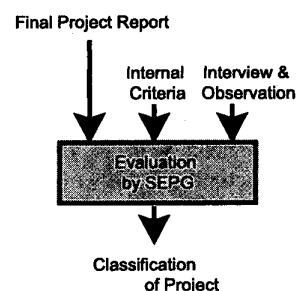 Final Project Report
Internal
Criteria
Interview &
Observation
Evaluation
by SEPG
Classification
of Project